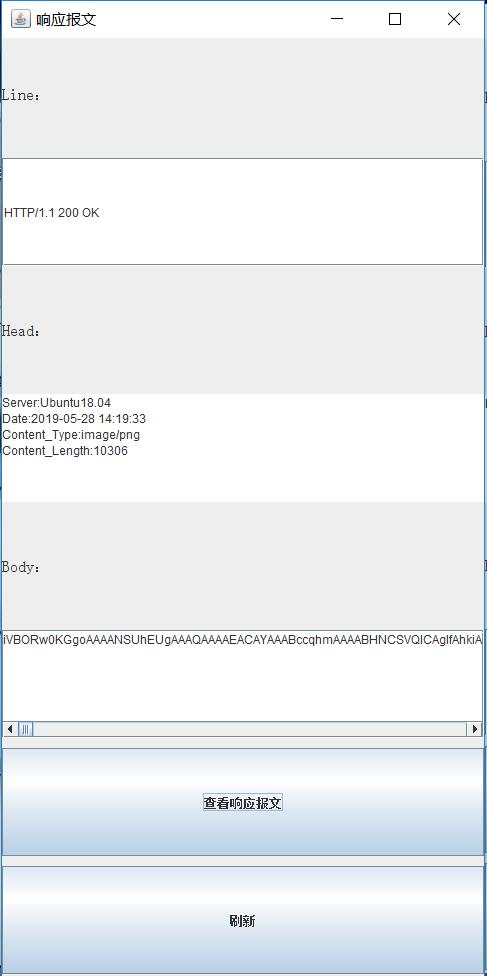 响应报文
Line:
HTTP/1.1 200 OK
Head:
Server:Ubuntu18.04
Date:2019-05-28 14:19:33
Content_Type:image/png
Content_Length:10306
Body:
iVBORw0KGgoAAAANSUhEUgAAAQAAAAEACAYAAABccqhmAAAABHNCSVQICAgIfAhkiA
查看响应报文
刷新